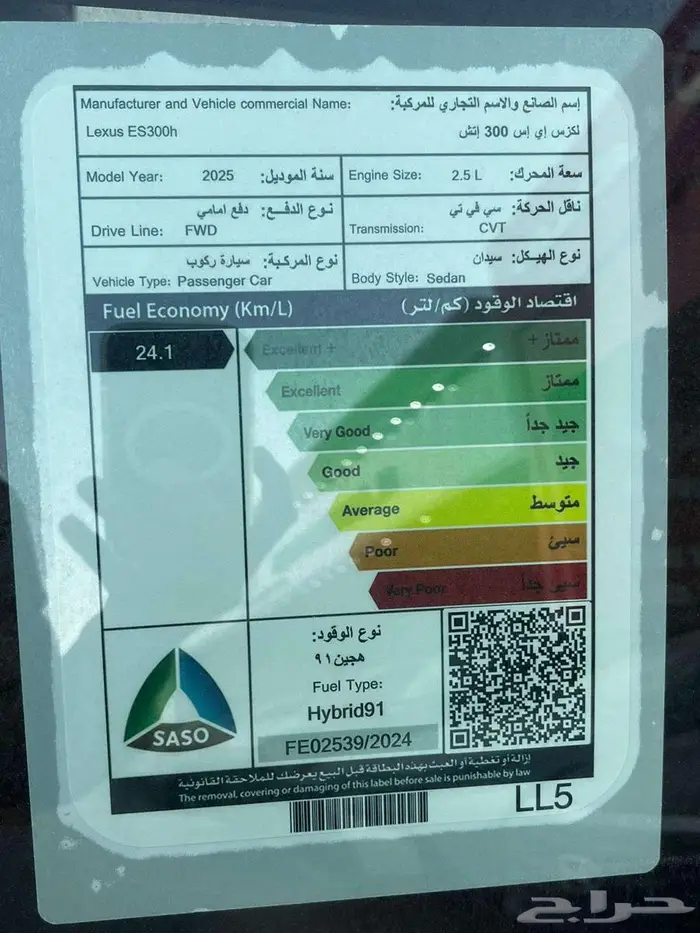 Manufacturer and Vehicle commercial Name: إسم الصانع والاسم التجاري للمركبة:
Lexus ES300h لكزس إي إس 300 إتش
Model Year: 2025 سنة الموديل: Engine Size: 2.5 L سعة المحرك:
نوع الدفـع: دفع امامي ناقل الحركة: سي في تي
Drive Line: FWD Transmission: CVT
نوع المركـبة: سيارة ركوب نوع الهيـكل: سيدان
Vehicle Type: Passenger Car Body Style: Sedan
Fuel Economy (Km/L) اقتصاد الوقود (كم/لتر)
24.1 Excellent + ممتاز +
Excellent ممتاز
Very Good جيد جداً
Good جيد
Average متوسط
Poor سيئ
Very Poor سيئ جداً
نوع الوقود:
هجين ٩١
Fuel Type:
Hybrid91
FE02539/2024
SASO
إزالة أو تغطية أو العبث بهذه البطاقة قبل البيع يعرضك للملاحقة القانونية
The removal, covering or damaging of this label before sale is punishable by law
LL5
حراج